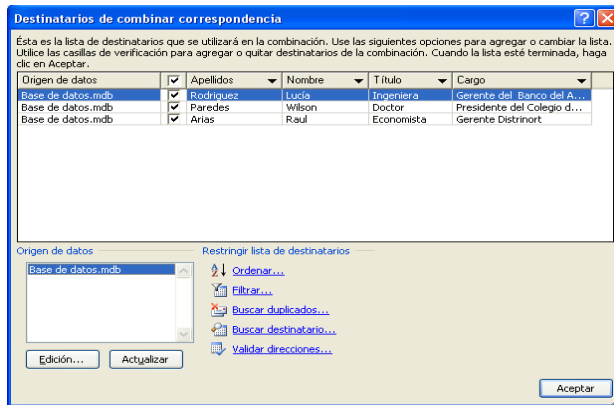 Destinatarios de combinar correspondencia
Ésta es la lista de destinatarios que se utilizará en la combinación. Use las siguientes opciones para agregar o cambiar la lista.
Utilice las casillas de verificación para agregar o quitar destinatarios de la combinación. Cuando la lista esté terminada, haga
clic en Aceptar.
Origen de datos Apellidos Nombre Título Cargo
Base de datos.mdb Rodriguez Lucía Ingeniera Gerente del Banco del A...
Base de datos.mdb Paredes Wilson Doctor Presidente del Colegio d...
Base de datos.mdb Arias Raul Economista Gerente Distrinort
Origen de datos Restringir lista de destinatarios
Base de datos.mdb
Ordenar...
Filtrar...
Buscar duplicados...
Buscar destinatario...
Validar direcciones...
Edición... Actualizar
Aceptar